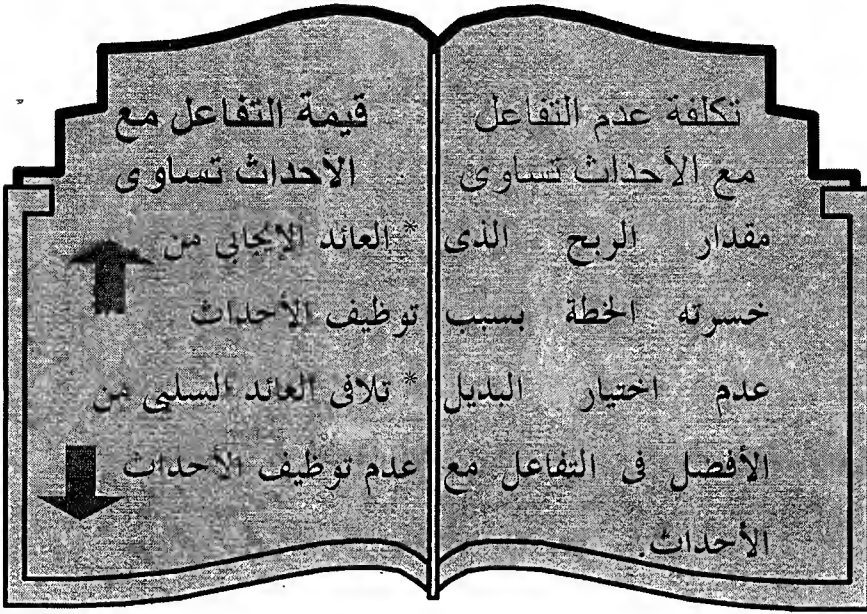 تكلفة عدم التفاعل
مع الأحداث تساوى
مقدار الربح الذى
خسرته الخطة بسبب
عدم اختيار البديل
الأفضل فى التفاعل مع
الأحداث.
قيمة التفاعل مع
الأحداث تساوى
* العائد الإيجابى من
توظيف الأحداث
* تلافى العائد السلبى من
عدم توظيف الأحداث